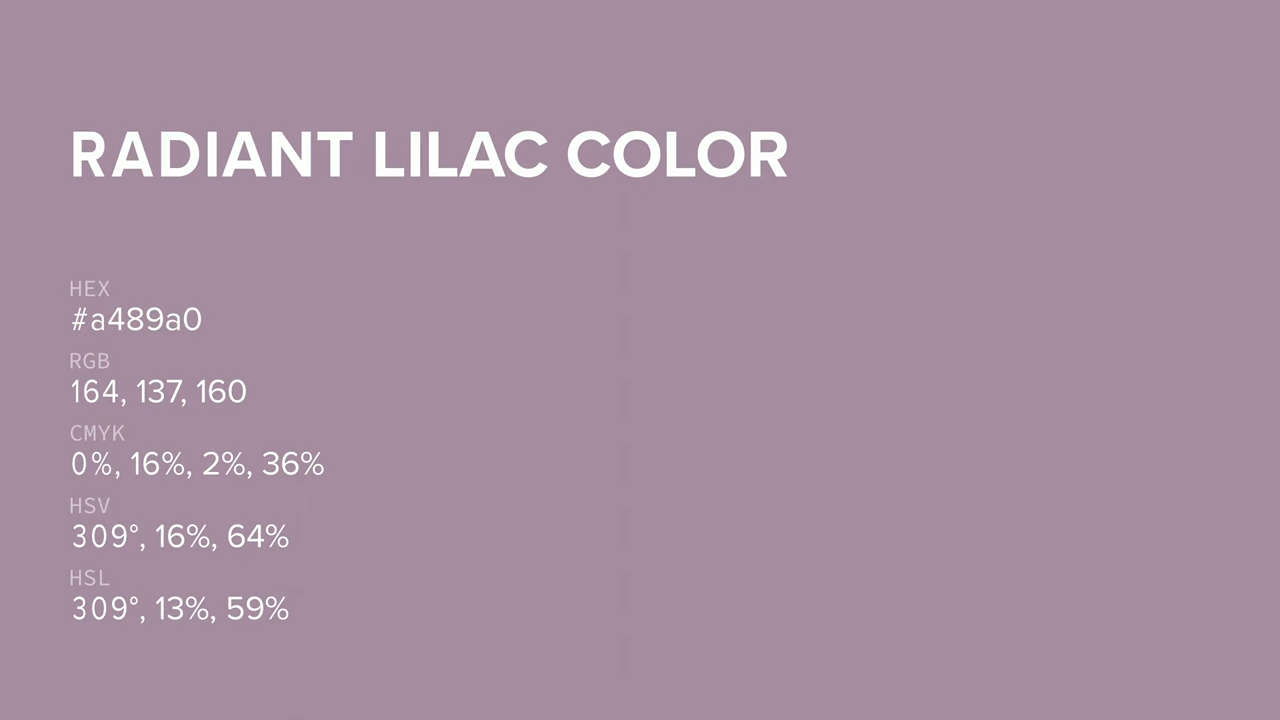 RADIANT LILAC COLOR
HEX
#a489a0
RGB
164, 137, 160
CMYK
0%, 16%, 2%, 36%
HSV
309°, 16%, 64%
HSL
309°, 13%, 59%